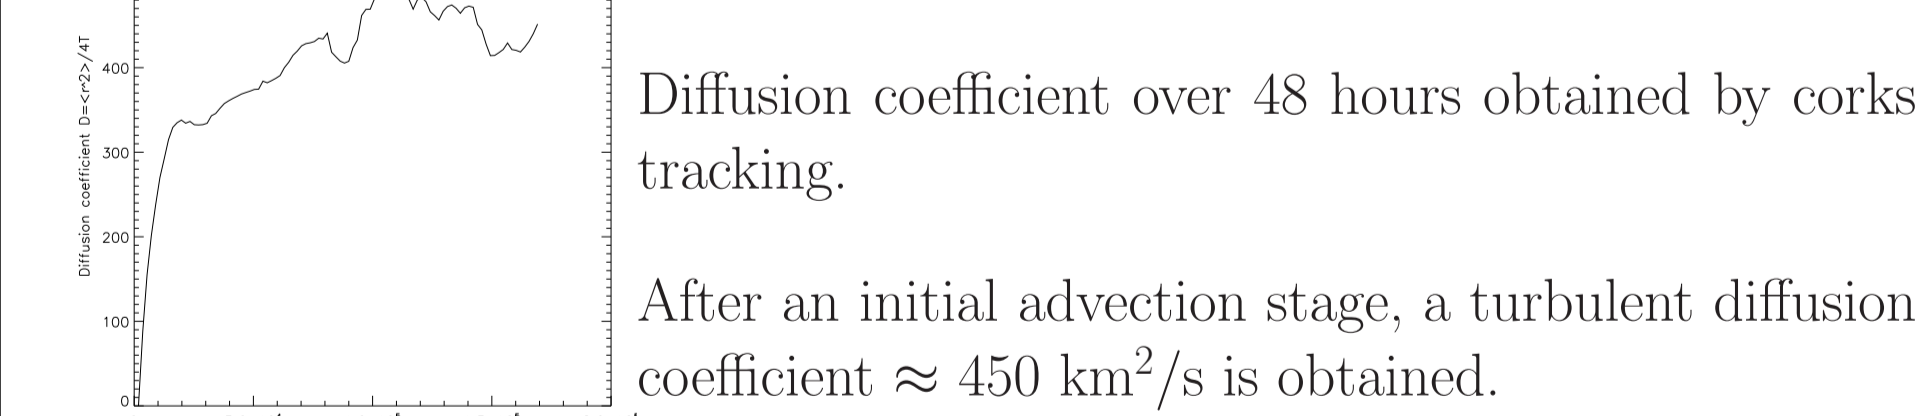 Diffusion coefficient D=<r^2>/4T
400
300
200
100
0
Diffusion coefficient over 48 hours obtained by corks
tracking.
After an initial advection stage, a turbulent diffusion
coefficient ≈ 450 km²/s is obtained.